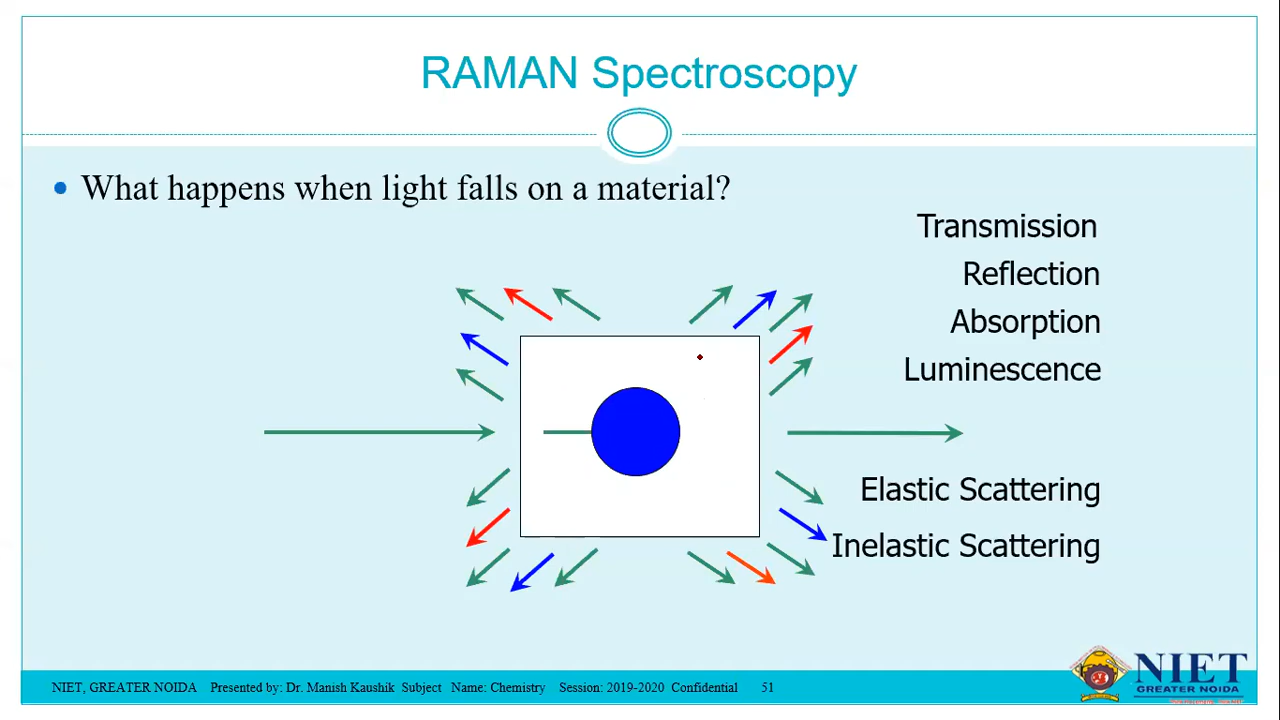 RAMAN Spectroscopy
What happens when light falls on a material?
Transmission
Reflection
Absorption
Luminescence
Elastic Scattering
Inelastic Scattering
NIET
GREATER NOIDA
NIET, GREATER NOIDA Presented by: Dr. Manish Kaushik Subject Name: Chemistry Session: 2019-2020 Confidential 51